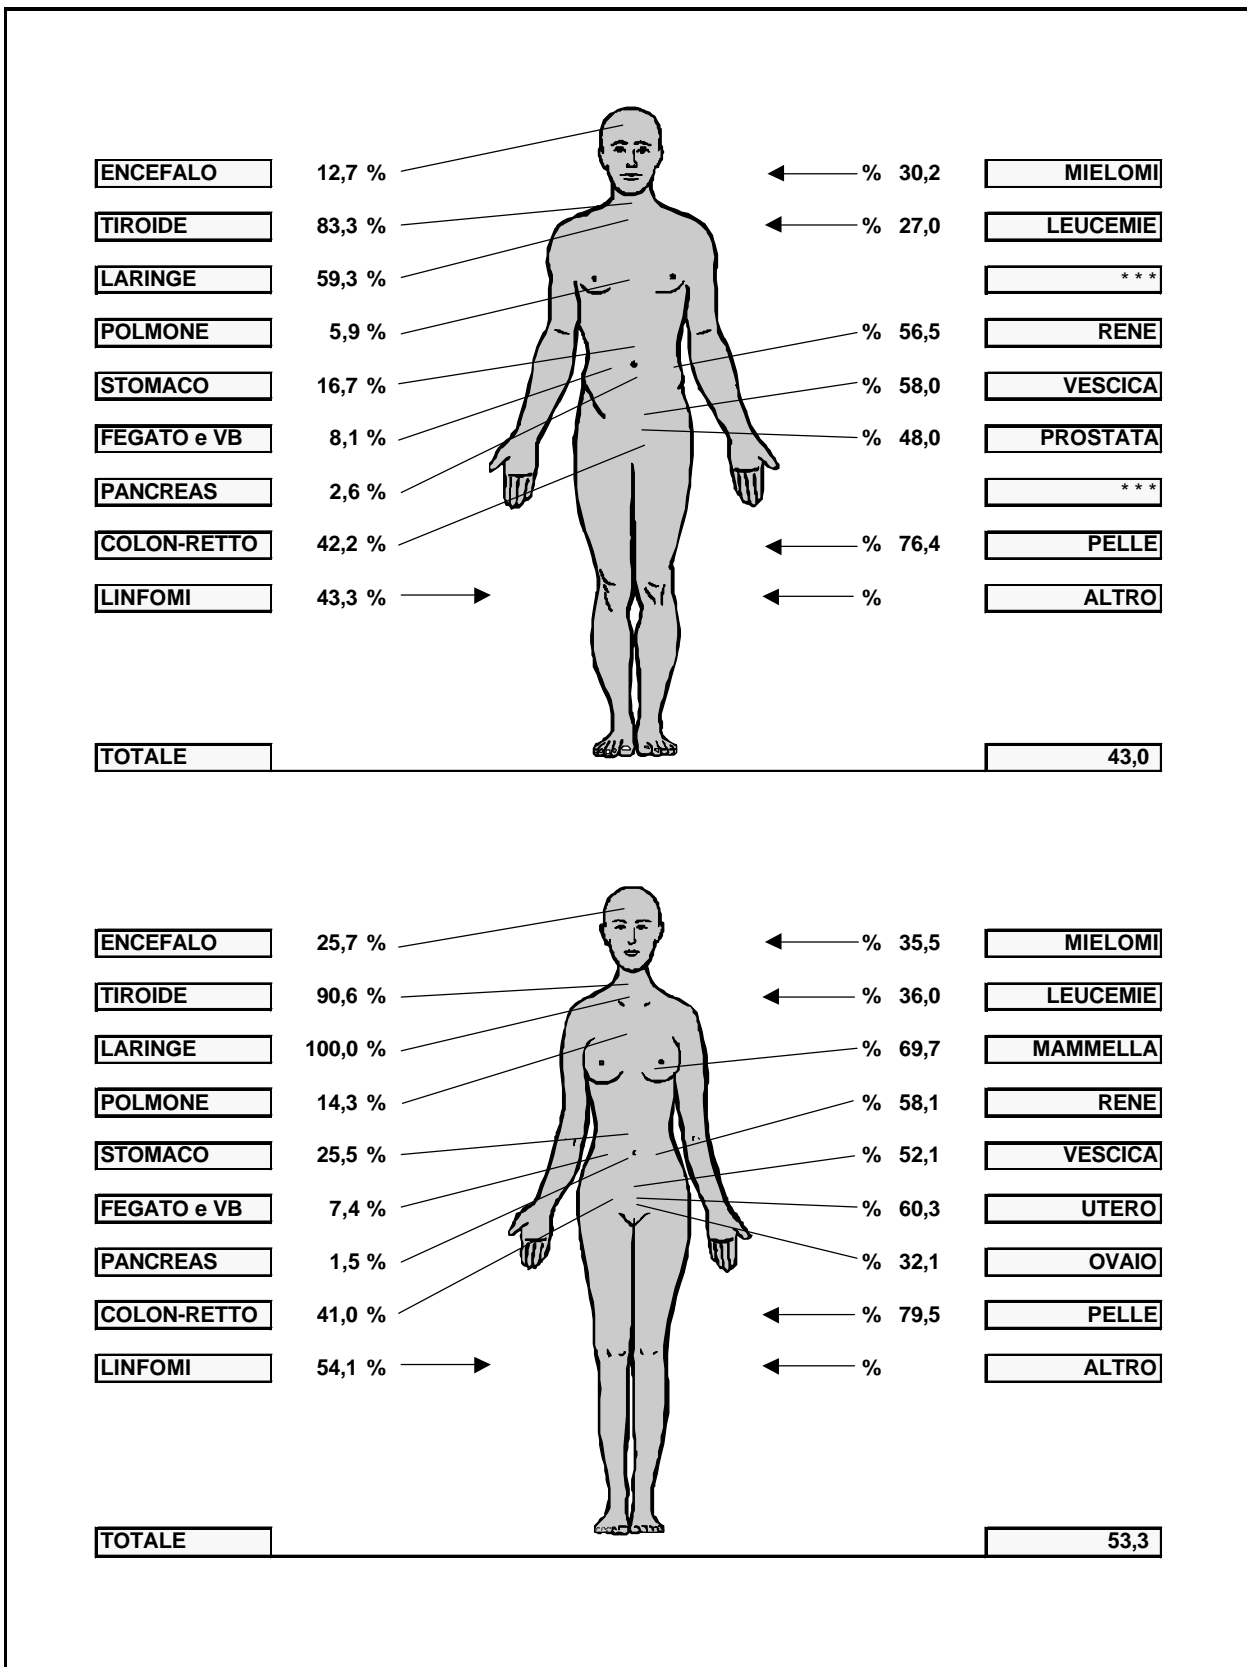 ENCEFALO 12,7 % % 30,2 MIELOMI
TIROIDE 83,3 % % 27,0 LEUCEMIE
LARINGE 59,3 % * * *
POLMONE 5,9 % % 56,5 RENE
STOMACO 16,7 % % 58,0 VESCICA
FEGATO e VB 8,1 % % 48,0 PROSTATA
PANCREAS 2,6 % * * *
COLON-RETTO 42,2 % % 76,4 PELLE
LINFOMI 43,3 % % ALTRO
TOTALE 43,0
ENCEFALO 25,7 % % 35,5 MIELOMI
TIROIDE 90,6 % % 36,0 LEUCEMIE
LARINGE 100,0 % % 69,7 MAMMELLA
POLMONE 14,3 % % 58,1 RENE
STOMACO 25,5 % % 52,1 VESCICA
FEGATO e VB 7,4 % % 60,3 UTERO
PANCREAS 1,5 % % 32,1 OVAIO
COLON-RETTO 41,0 % % 79,5 PELLE
LINFOMI 54,1 % % ALTRO
TOTALE 53,3